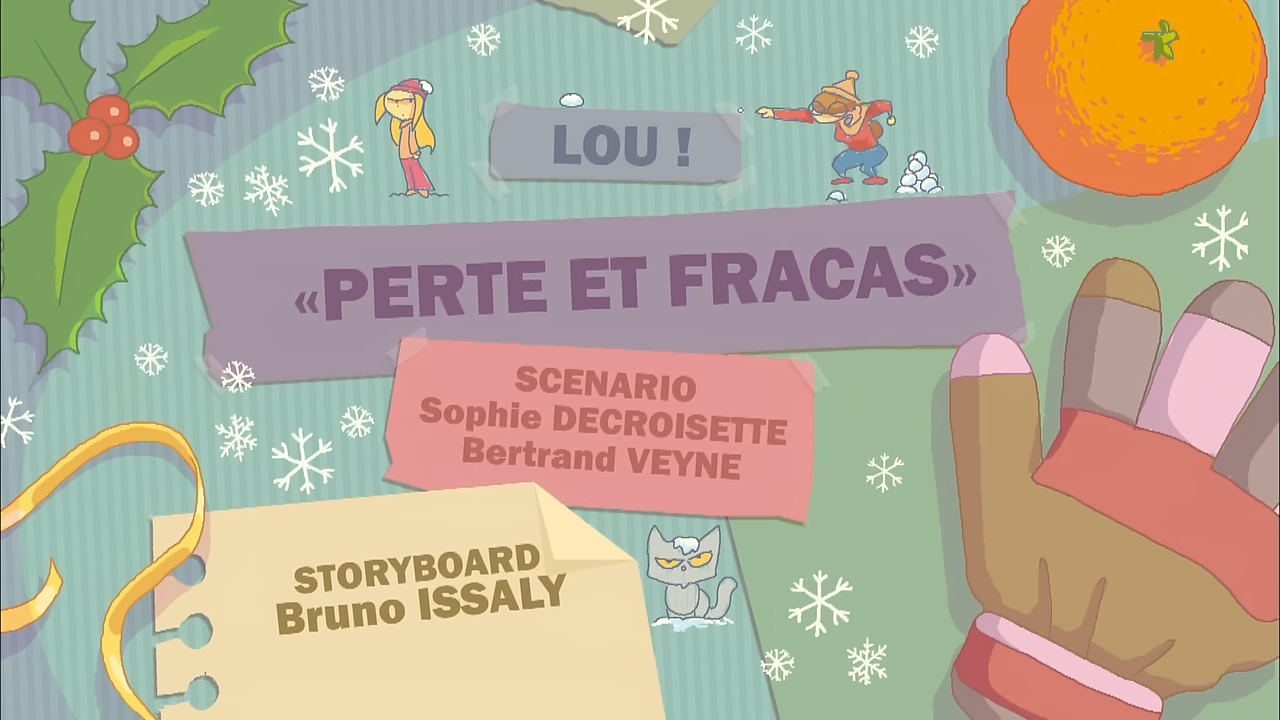 LOU !
«PERTE ET FRACAS»
SCENARIO
Sophie DECROISETTE
Bertrand VEYNE
STORYBOARD
Bruno ISSALY